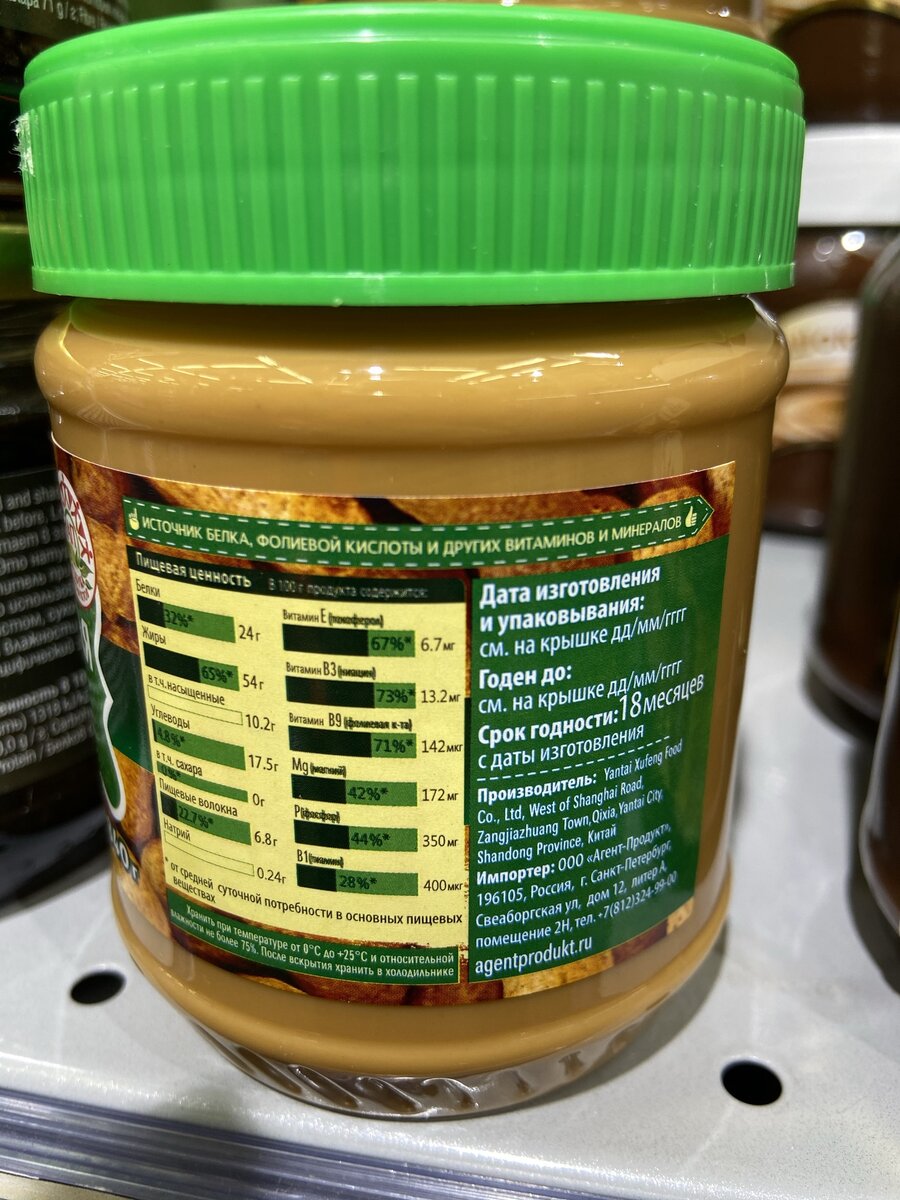 ИСТОЧНИК БЕЛКА, ФОЛИЕВОЙ КИСЛОТЫ И ДРУГИХ ВИТАМИНОВ И МИНЕРАЛОВ
Пищевая ценность В 100 г продукта содержится:
Белки
32%* 24г
Жиры
65%* 54г
в т.ч.насыщенные
10.2г
Углеводы
4.8%* 17.5г
в т.ч. сахара
0%* 0г
Пищевые волокна
22.7%* 6.8г
Натрий
0.24г
Витамин Е (токоферол)
67%* 6.7мг
Витамин В3 (ниацин)
73%* 13.2мг
Витамин В9 (фолиевая к-та)
71%* 142мкг
Mg (магний)
42%* 172мг
P (фосфор)
44%* 350мг
В1 (тиамин)
28%* 400мкг
* от средней суточной потребности в основных пищевых
веществах
Хранить при температуре от 0°С до +25°С и относительной
влажности не более 75%. После вскрытия хранить в холодильнике
Дата изготовления
и упаковывания:
см. на крышке дд/мм/гггг
Годен до:
см. на крышке дд/мм/гггг
Срок годности:18месяцев
с даты изготовления
Производитель: Yantai Xufeng Food
Co., Ltd, West of Shanghai Road,
Zangjiazhuang Town,Qixia,Yantai City,
Shandong Province, Китай
Импортер: ООО «Агент-Продукт»,
196105, Россия, г. Санкт-Петербург,
Свеаборгская ул, дом 12, литер А,
помещение 2Н, тел. +7(812)324-99-00
agentprodukt.ru